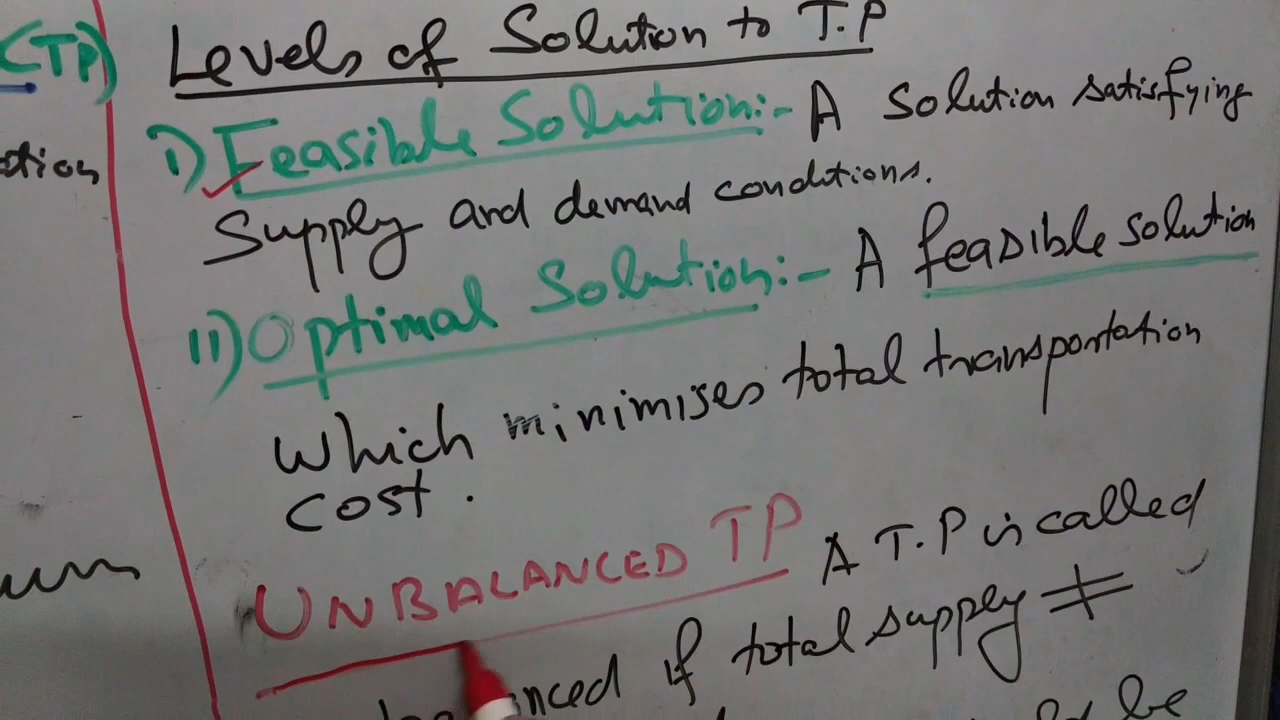 (TP)
Levels of Solution to T.P
i) Feasible Solution:- A solution satisfying
Supply and demand conditions.
ii) Optimal Solution:- A feasible solution
Which minimises total transportation
cost.
UNBALANCED TP A T.P is called
if total supply ≠
be